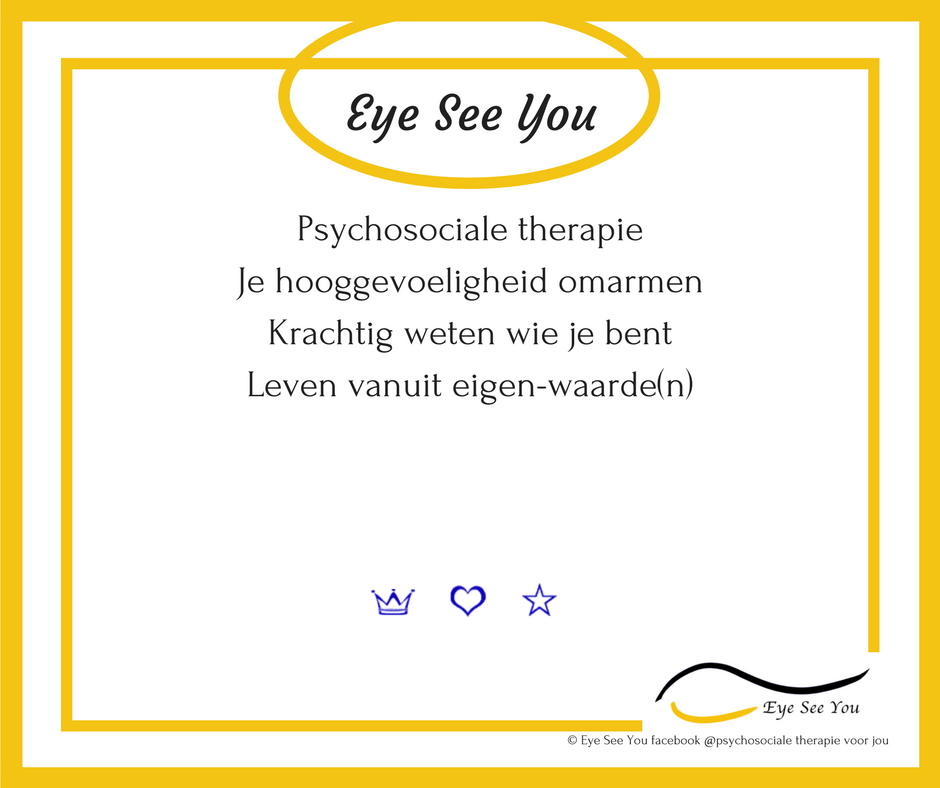 Eye See You
Psychosociale therapie
Je hooggevoeligheid omarmen
Krachtig weten wie je bent
Leven vanuit eigen-waarde(n)
Eye See You
© Eye See You facebook @psychosociale therapie voor jou